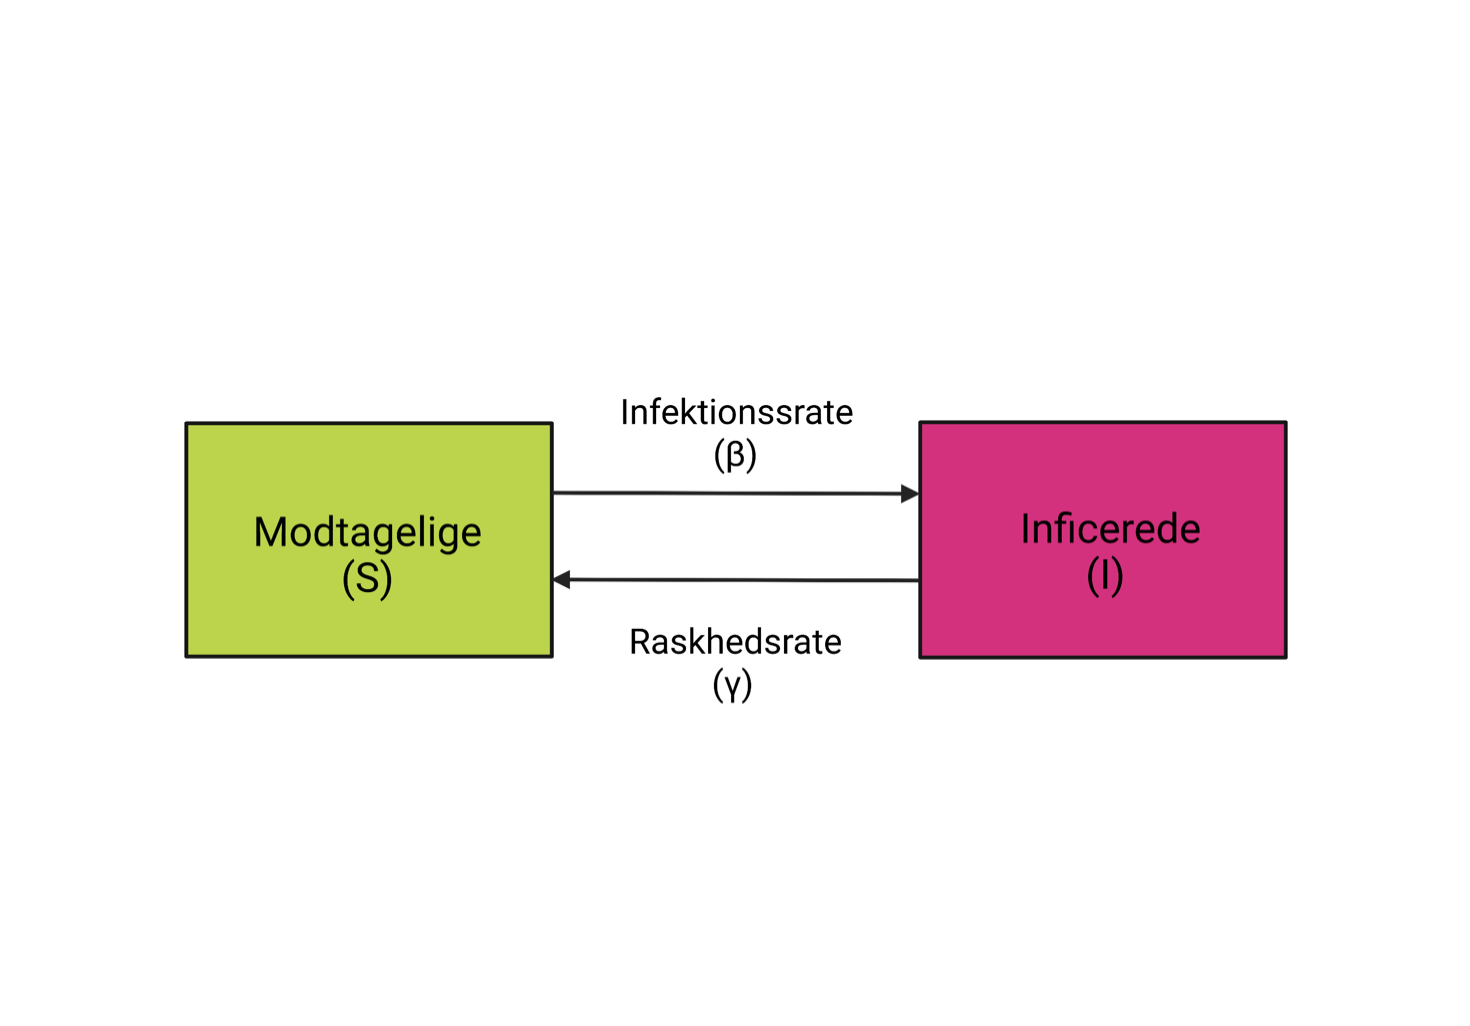 Infektionssrate
(β)
Modtagelige
(S)
Inficerede
(I)
Raskhedsrate
(γ)